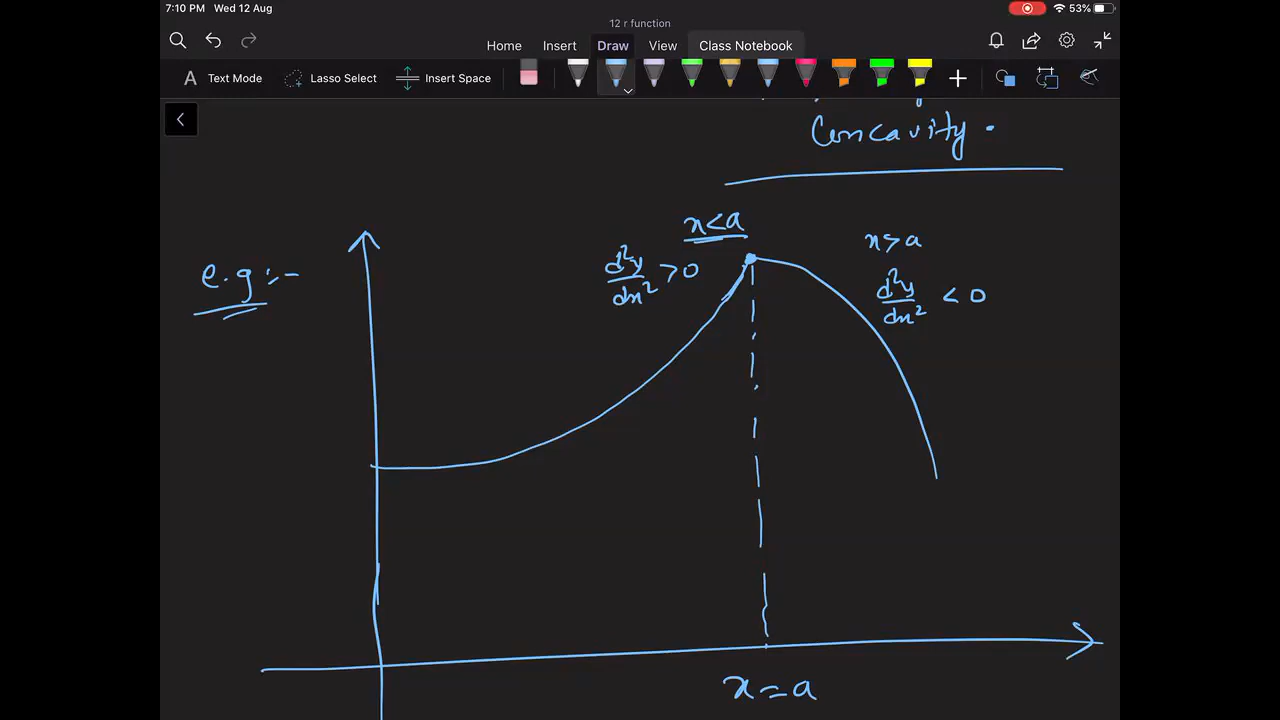 7:10 PM Wed 12 Aug
53%
12 r function
Home Insert Draw View Class Notebook
A Text Mode Lasso Select Insert Space
Concavity.
x<a
d²y/dx² >0
x>a
d²y/dx² < 0
e.g:-
x=a